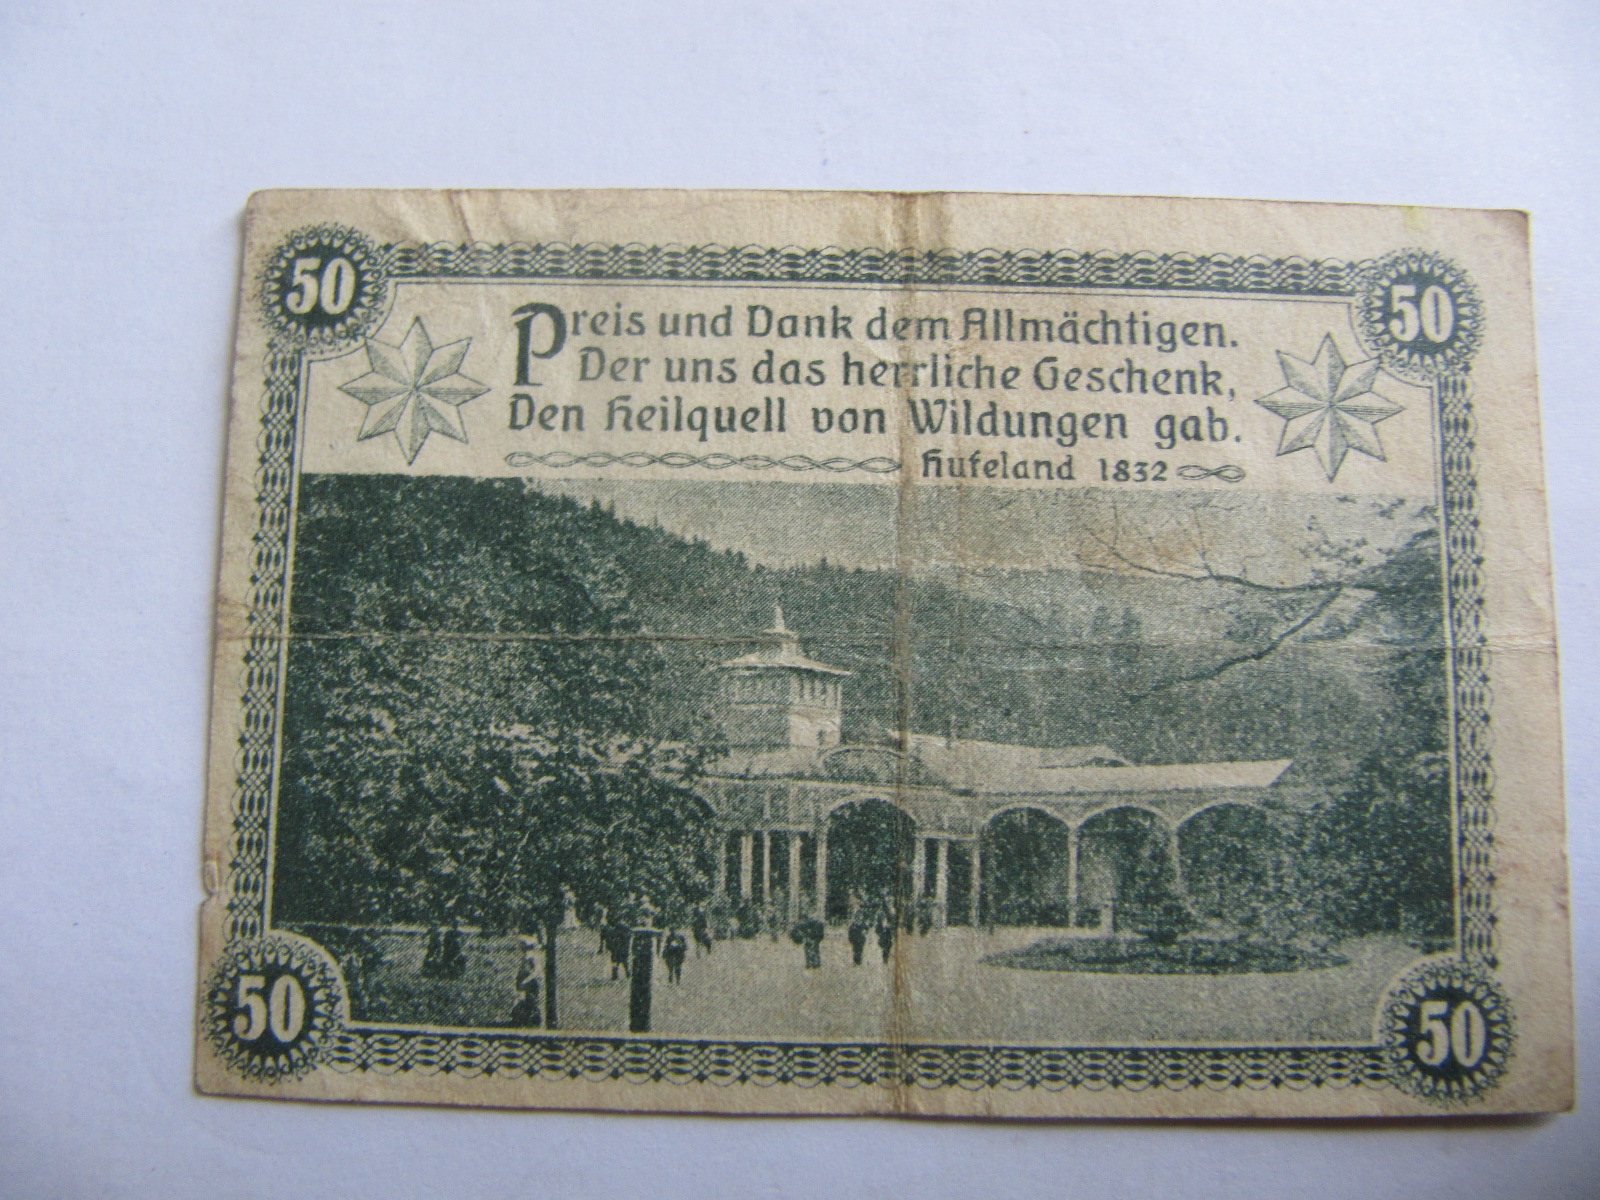 50
50
Preis und Dank dem Allmächtigen.
Der uns das herrliche Geschenk,
Den Heilquell von Wildungen gab.
Hufeland 1832
50
50